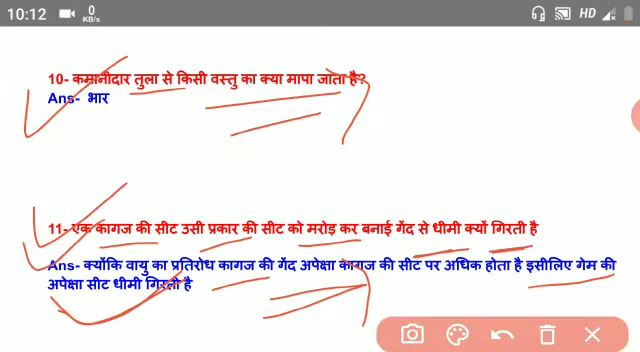 10:12 0 KB/s HD
10- कमानीदार तुला से किसी वस्तु का क्या मापा जाता है?
Ans- भार
11- एक कागज की सीट उसी प्रकार की सीट को मरोड़ कर बनाई गेंद से धीमी क्यों गिरती है
Ans- क्योंकि वायु का प्रतिरोध कागज की गेंद अपेक्षा कागज की सीट पर अधिक होता है इसीलिए गेम की
अपेक्षा सीट धीमी गिरती है